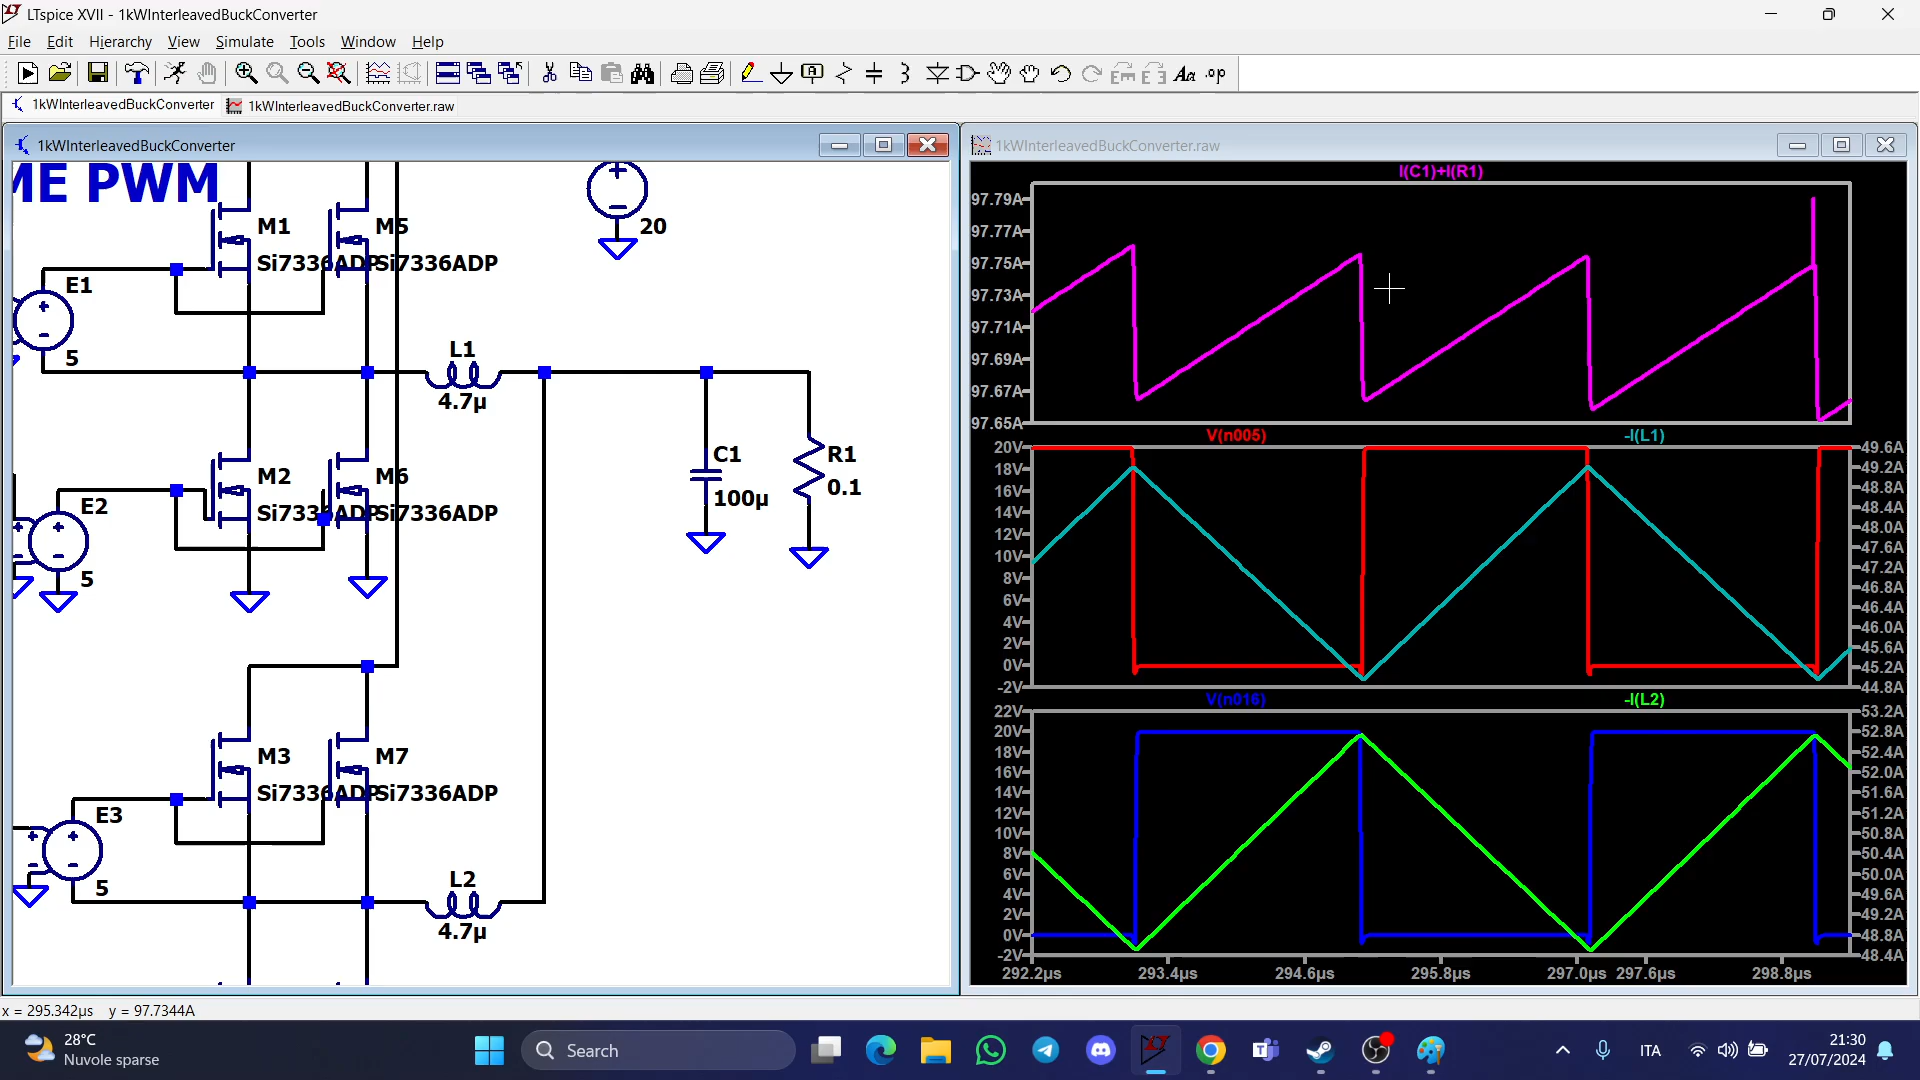 LTspice XVII - 1kWInterleavedBuckConverter
File Edit Hierarchy View Simulate Tools Window Help
1kWInterleavedBuckConverter 1kWInterleavedBuckConverter.raw
1kWInterleavedBuckConverter
ME PWM
20
M1
M5
Si7336ADP
Si7336ADP
E1
5
L1
4.7µ
M2
M6
Si7336ADP
Si7336ADP
E2
5
C1
100µ
R1
0.1
M3
M7
Si7336ADP
Si7336ADP
E3
5
L2
4.7µ
1kWInterleavedBuckConverter.raw
I(C1)+I(R1)
97.79A
97.77A
97.75A
97.73A
97.71A
97.69A
97.67A
97.65A
V(n005) -I(L1)
20V 49.6A
18V 49.2A
16V 48.8A
14V 48.4A
12V 48.0A
10V 47.6A
8V 47.2A
6V 46.8A
4V 46.4A
2V 46.0A
0V 45.6A
-2V 45.2A
44.8A
V(n016) -I(L2)
22V 53.2A
20V 52.8A
18V 52.4A
16V 52.0A
14V 51.6A
12V 51.2A
10V 50.8A
8V 50.4A
6V 50.0A
4V 49.6A
2V 49.2A
0V 48.8A
-2V 48.4A
292.2µs 293.4µs 294.6µs 295.8µs 297.0µs 297.6µs 298.8µs
x = 295.342µs y = 97.7344A
28°C
Nuvole sparse
Search
ITA
21:30
27/07/2024